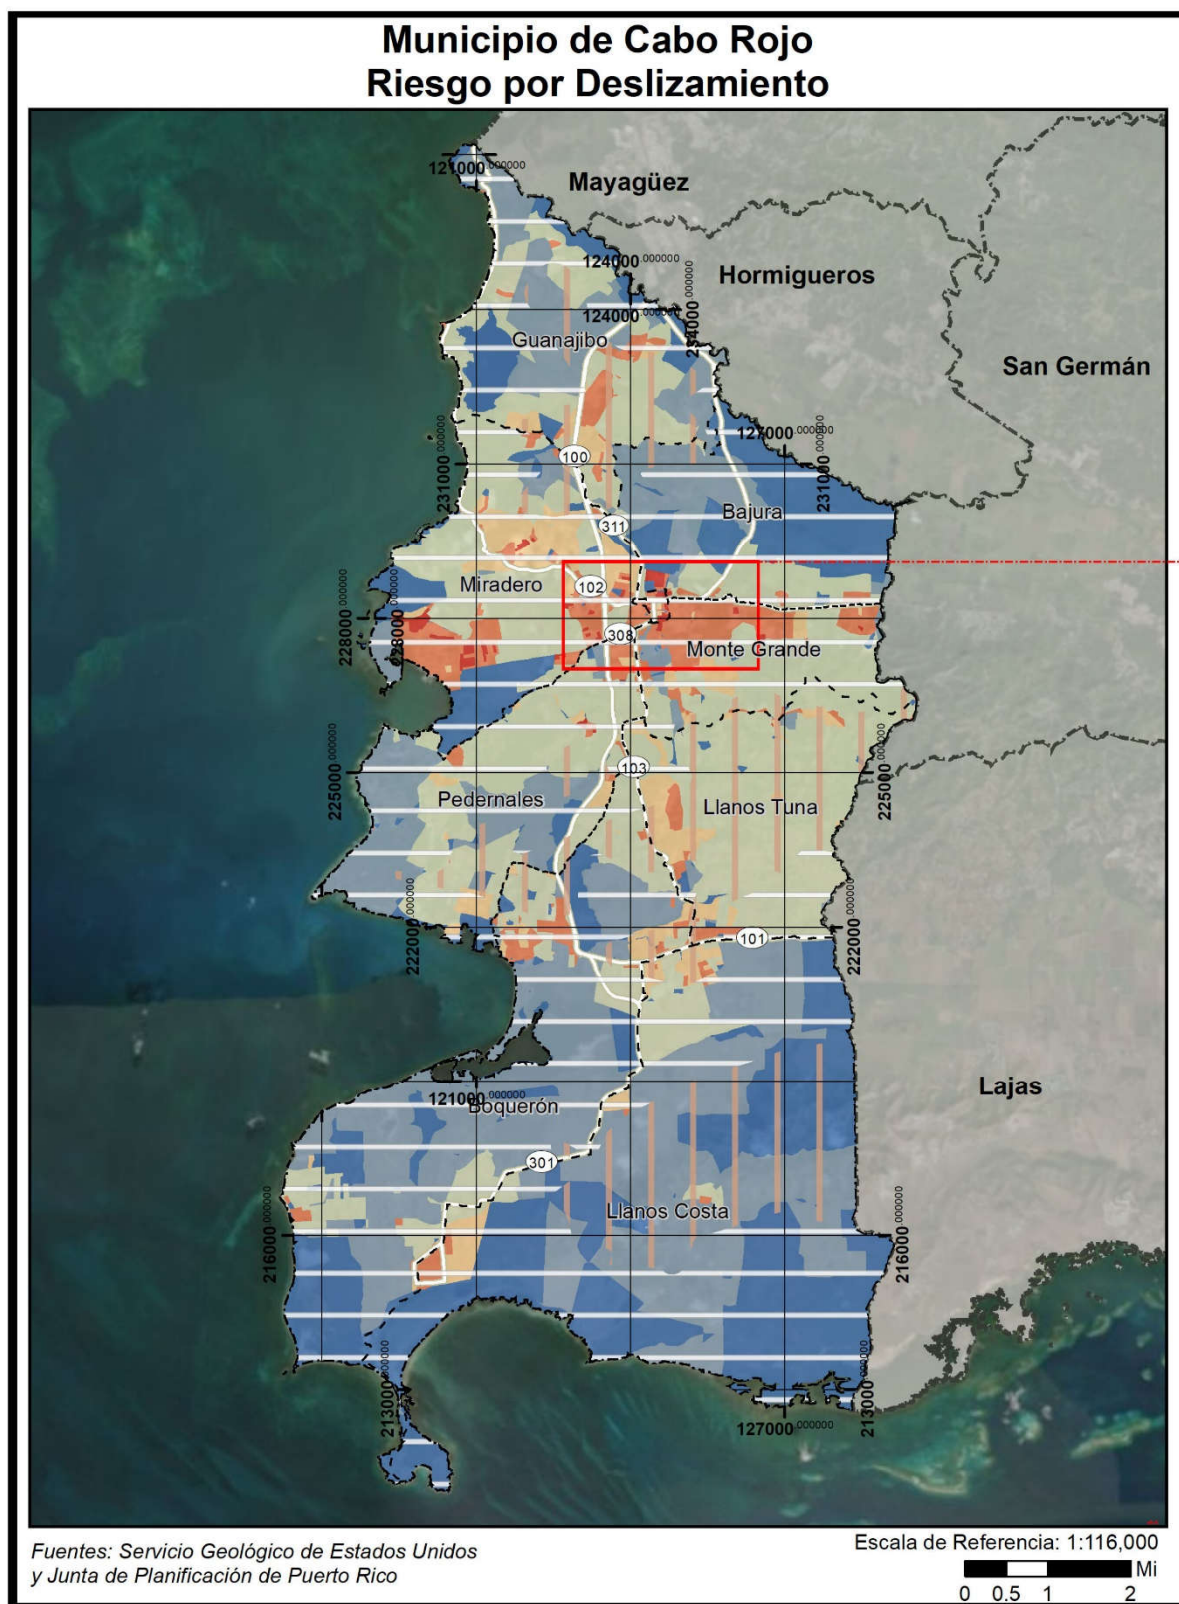 Municipio de Cabo Rojo
Riesgo por Deslizamiento
121000.000000
Mayagüez
124000.000000
Hormigueros
124000.000000
234000.000000
Guanajibo
San Germán
127000.000000
231000.000000
100
231000.000000
311
Bajura
Miradero
102
228000.000000
228000.000000
308
Monte Grande
103
225000.000000
225000.000000
Pedernales
Llanos Tuna
222000.000000
101
222000.000000
Lajas
121000.000000
Boquerón
301
Llanos Costa
216000.000000
216000.000000
213000.000000
127000.000000
213000.000000
Fuentes: Servicio Geológico de Estados Unidos
y Junta de Planificación de Puerto Rico
Escala de Referencia: 1:116,000
Mi
0 0.5 1 2